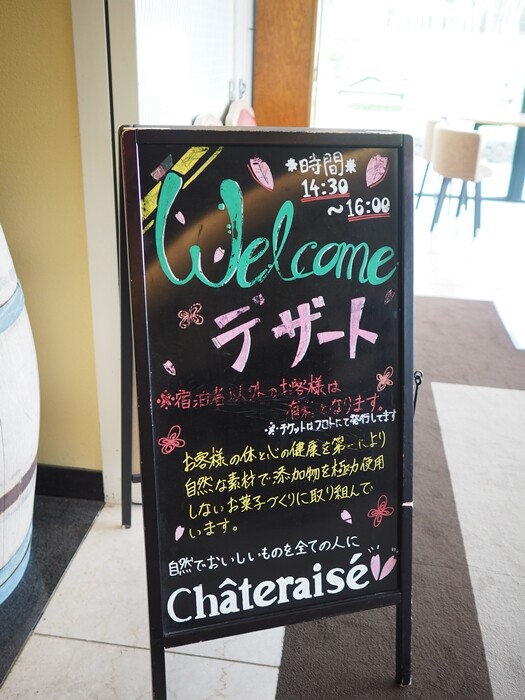 ※時間※
14:30
～16:00
Welcome
デザート
※宿泊者以外のお客様は
有料となります。
※チケットはフロントにて発行してます
お客様の体と心の健康を第一により
自然な素材で添加物を極力使用
しないお菓子づくりに取り組んで
います。
自然でおいしいものを全ての人に
Châteraisé